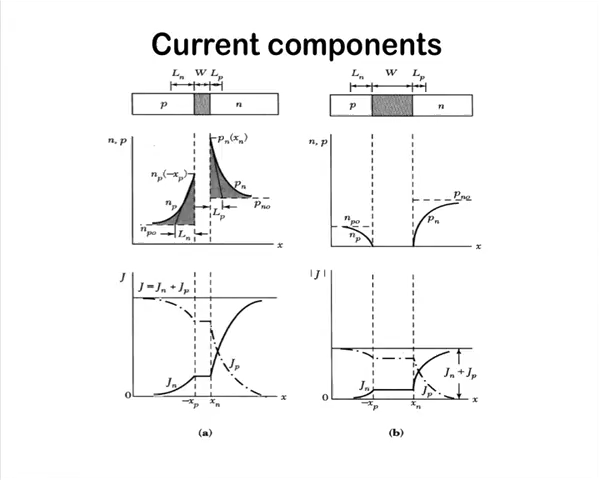 Current components
Lₙ W Lₚ
p n
n, p
pₙ(xₙ)
nₚ(−xₚ)
nₚ
pₙ
nₚₒ
pₙₒ
Lₚ
Lₙ
x
J
J = Jₙ + Jₚ
Jₙ
Jₚ
0
−xₚ xₙ
x
(a)
Lₙ W Lₚ
p n
n, p
nₚₒ
nₚ
pₙₒ
pₙ
x
|J|
Jₙ + Jₚ
Jₙ
Jₚ
0
−xₚ xₙ
x
(b)